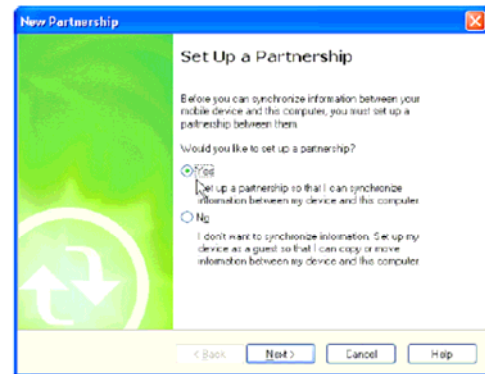 New Partnership
Set Up a Partnership
Before you can synchronize information between your
mobile device and this computer, you must set up a
partnership between them.
Would you like to set up a partnership?
Yes
Set up a partnership so that I can synchronize
information between my device and this computer
No
I don't want to synchronize information. Set up my
device as a guest so that I can copy or move
information between my device and this computer
< Back
Next >
Cancel
Help